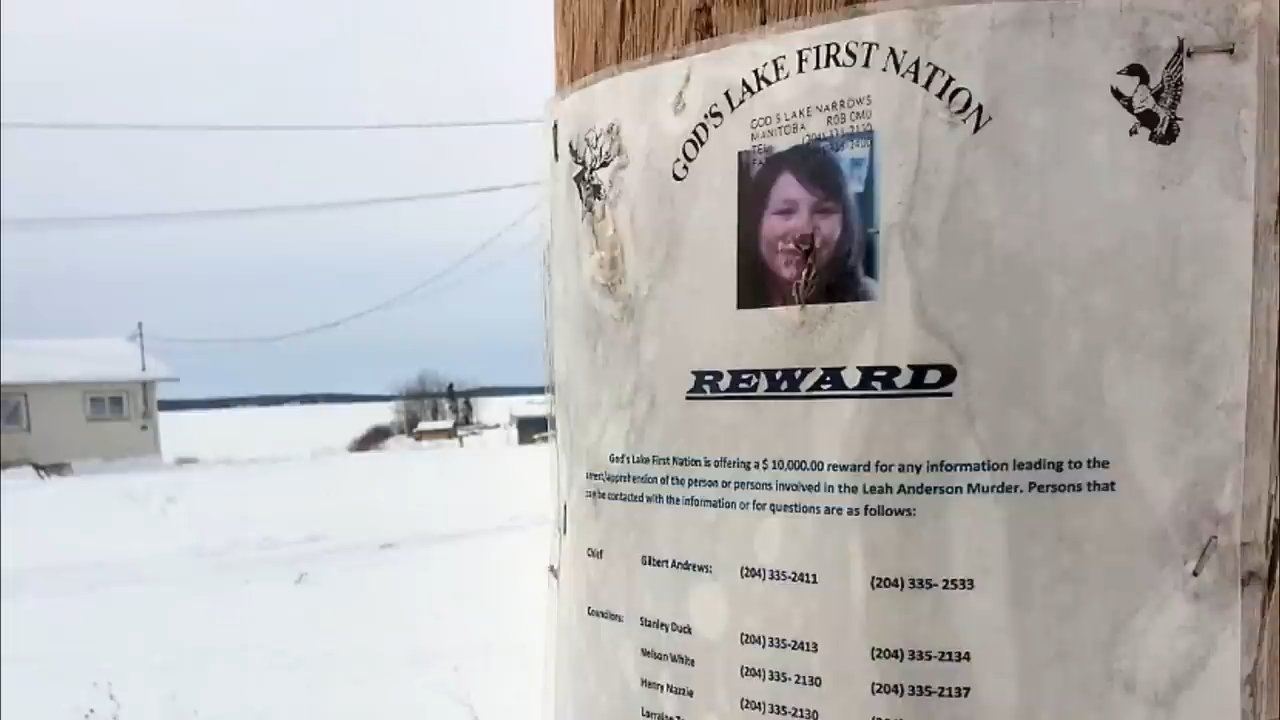 GOD'S LAKE FIRST NATION
GOD S LAKE NARROWS
MANITOBA R0B 0M0
TEL
REWARD
God's Lake First Nation is offering a $ 10,000.00 reward for any information leading to the
arrest/apprehension of the person or persons involved in the Leah Anderson Murder. Persons that
can be contacted with the information or for questions are as follows:
Chief Gilbert Andrews: (204) 335-2411 (204) 335- 2533
Councilors: Stanley Duck (204) 335-2413 (204) 335-2134
Nelson White (204) 335- 2130 (204) 335-2137
Henry Nazzie (204) 335-2130
Lorraine